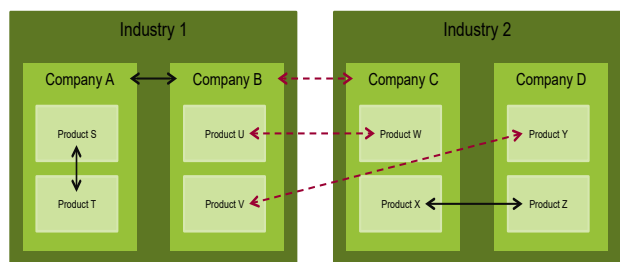 Industry 1
Industry 2
Company A
Company B
Company C
Company D
Product S
Product U
Product W
Product Y
Product T
Product V
Product X
Product Z